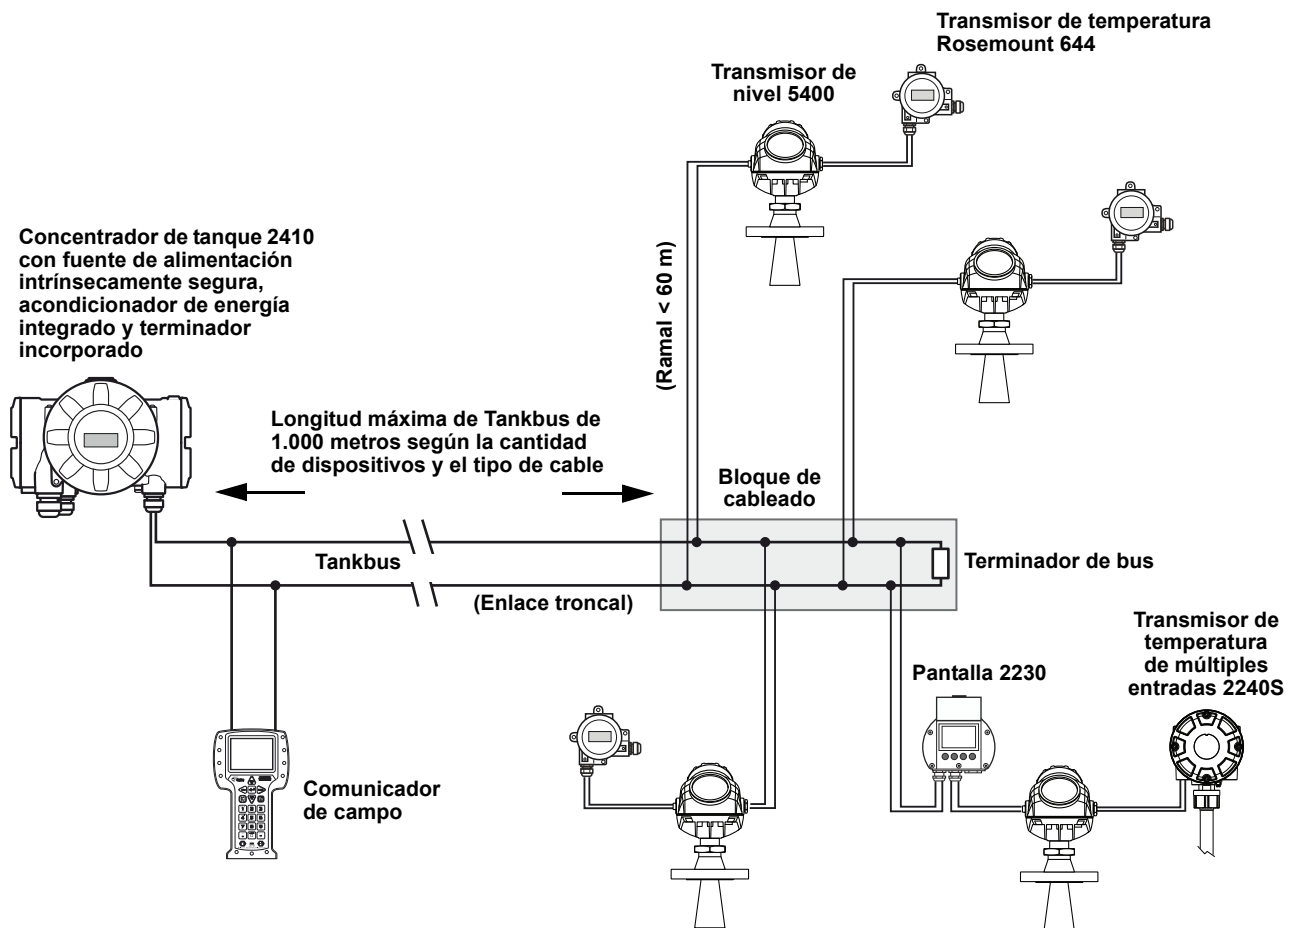 Transmisor de temperatura
Rosemount 644
Transmisor de
nivel 5400
Concentrador de tanque 2410
con fuente de alimentación
intrínsecamente segura,
acondicionador de energía
integrado y terminador
incorporado
(Ramal < 60 m)
Longitud máxima de Tankbus de
1.000 metros según la cantidad
de dispositivos y el tipo de cable
Bloque de
cableado
Tankbus
(Enlace troncal)
Terminador de bus
Transmisor de
temperatura
de múltiples
entradas 2240S
Pantalla 2230
Comunicador
de campo